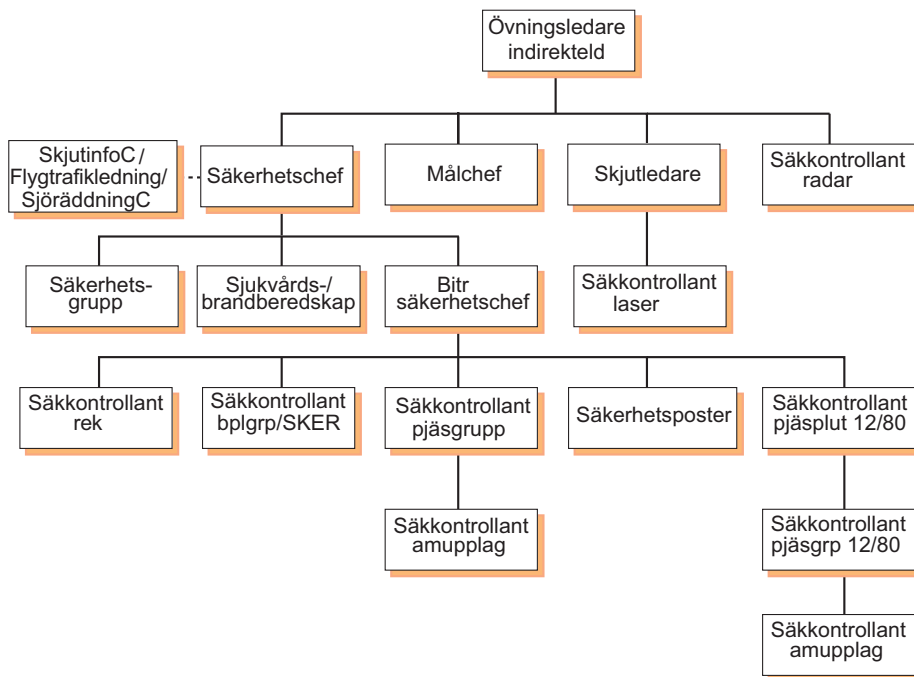 Övningsledare
indirekteld
SkjutinfoC/
Flygtrafikledning/
SjöräddningC
Säkerhetschef
Målchef
Skjutledare
Säkkontrollant
radar
Säkerhets-
grupp
Sjukvårds-/
brandberedskap
Bitr
säkerhetschef
Säkkontrollant
laser
Säkkontrollant
rek
Säkkontrollant
bplgrp/SKER
Säkkontrollant
pjäsgrupp
Säkerhetsposter
Säkkontrollant
pjäsplut 12/80
Säkkontrollant
amupplag
Säkkontrollant
pjäsgrp 12/80
Säkkontrollant
amupplag